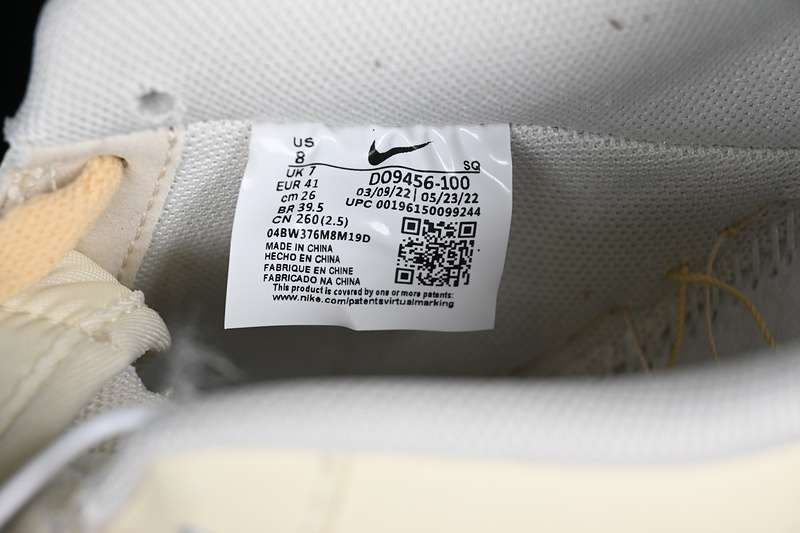 US
8
SQ
UK 7
DO9456-100
EUR 41
03/09/22 | 05/23/22
cm 26
UPC 00196150099244
BR 39.5
CN 260(2.5)
04BW376M8M19D
MADE IN CHINA
HECHO EN CHINA
FABRIQUE EN CHINE
FABRICADO NA CHINA
This product is covered by one or more patents:
www.nike.com/patentsvirtualmarking